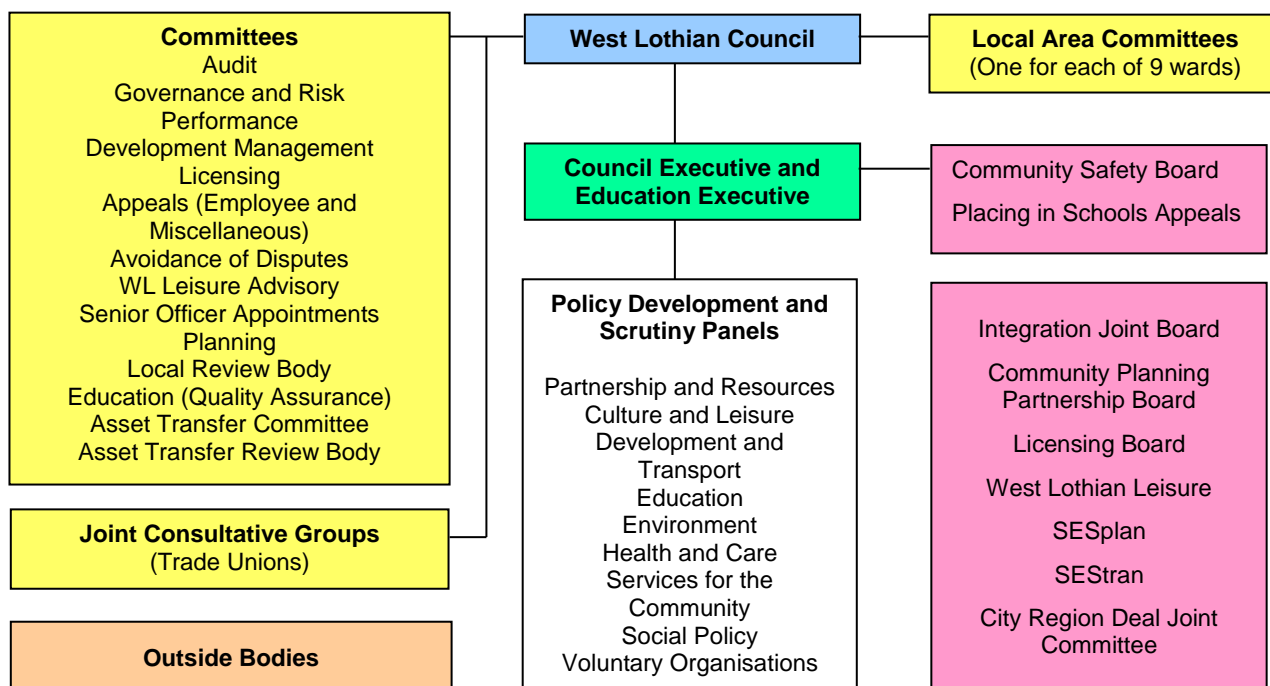 Committees
Audit
Governance and Risk
Performance
Development Management
Licensing
Appeals (Employee and
Miscellaneous)
Avoidance of Disputes
WL Leisure Advisory
Senior Officer Appointments
Planning
Local Review Body
Education (Quality Assurance)
Asset Transfer Committee
Asset Transfer Review Body
Joint Consultative Groups
(Trade Unions)
Outside Bodies
West Lothian Council
Council Executive and
Education Executive
Policy Development and
Scrutiny Panels
Partnership and Resources
Culture and Leisure
Development and
Transport
Education
Environment
Health and Care
Services for the
Community
Social Policy
Voluntary Organisations
Local Area Committees
(One for each of 9 wards)
Community Safety Board
Placing in Schools Appeals
Integration Joint Board
Community Planning
Partnership Board
Licensing Board
West Lothian Leisure
SESplan
SEStran
City Region Deal Joint
Committee